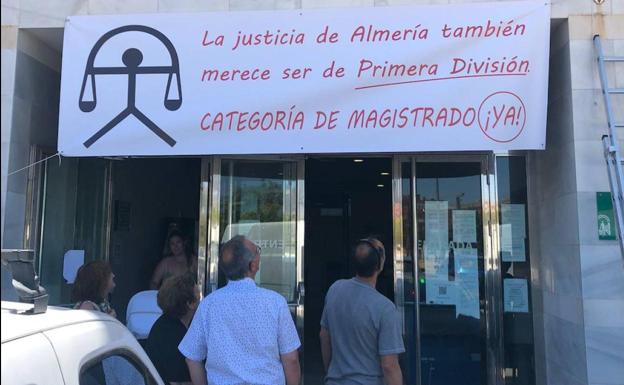 La justicia de Almería también
merece ser de Primera División.
CATEGORÍA DE MAGISTRADO ¡YA!